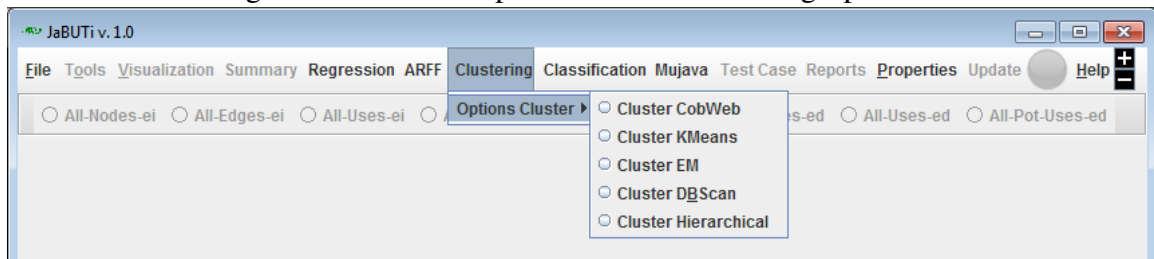 JaBUTi v. 1.0
File Tools Visualization Summary Regression ARFF Clustering Classification Mujava Test Case Reports Properties Update Help
All-Nodes-ei All-Edges-ei All-Uses-ei Options Cluster s-ed All-Uses-ed All-Pot-Uses-ed
Cluster CobWeb
Cluster KMeans
Cluster EM
Cluster DBScan
Cluster Hierarchical